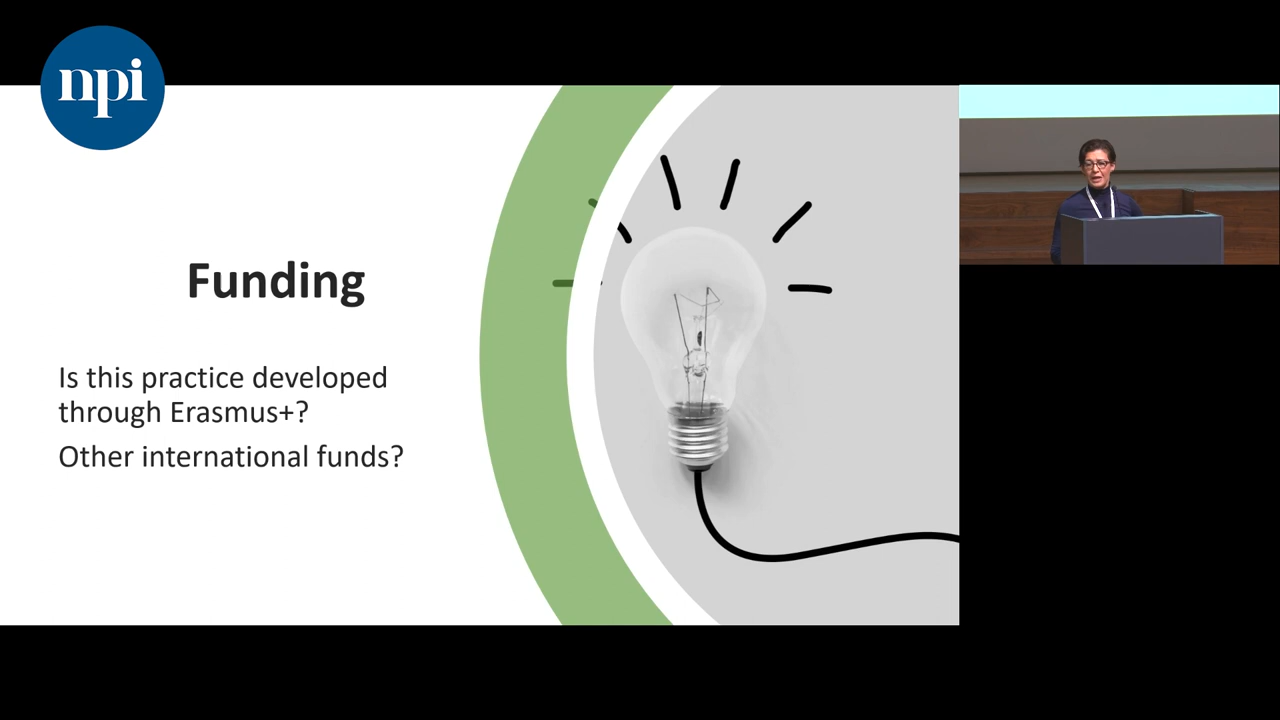 npi
Funding
Is this practice developed
through Erasmus+?
Other international funds?